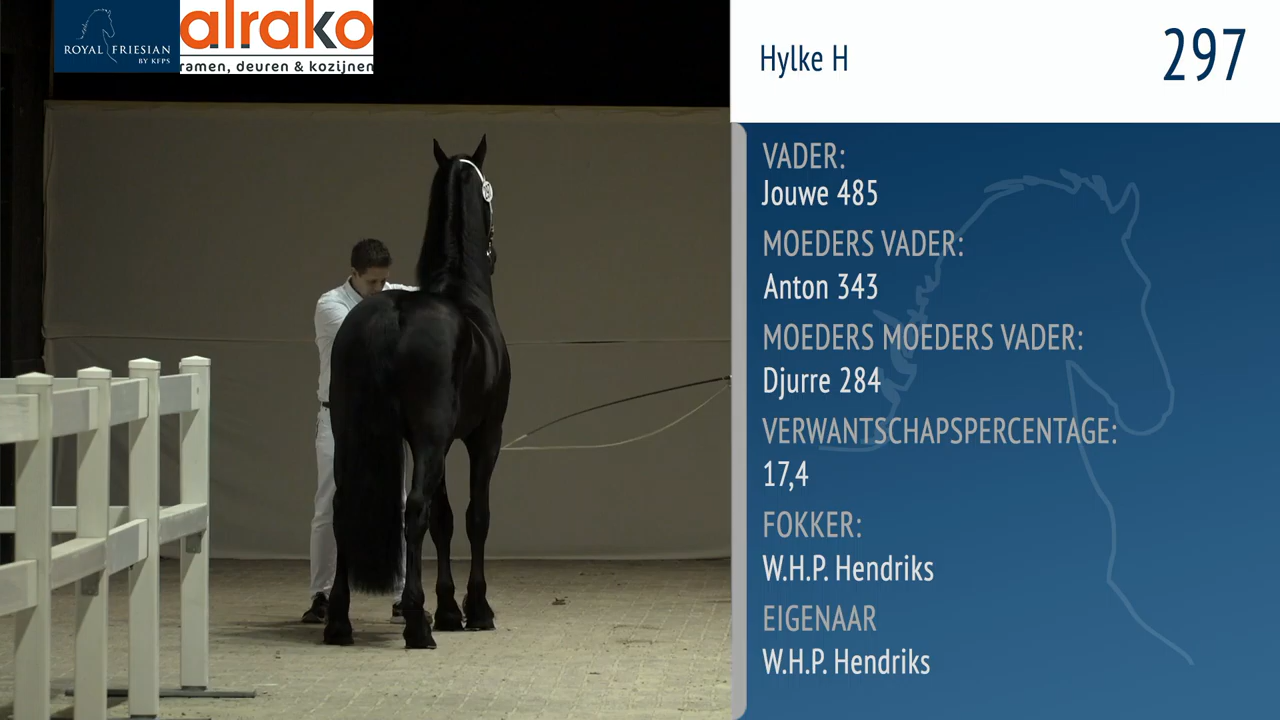 ROYAL FRIESIAN
BY KFPS
alrako
ramen, deuren & kozijnen
Hylke H
297
VADER:
Jouwe 485
MOEDERS VADER:
Anton 343
MOEDERS MOEDERS VADER:
Djurre 284
VERWANTSCHAPSPERCENTAGE:
17,4
FOKKER:
W.H.P. Hendriks
EIGENAAR
W.H.P. Hendriks